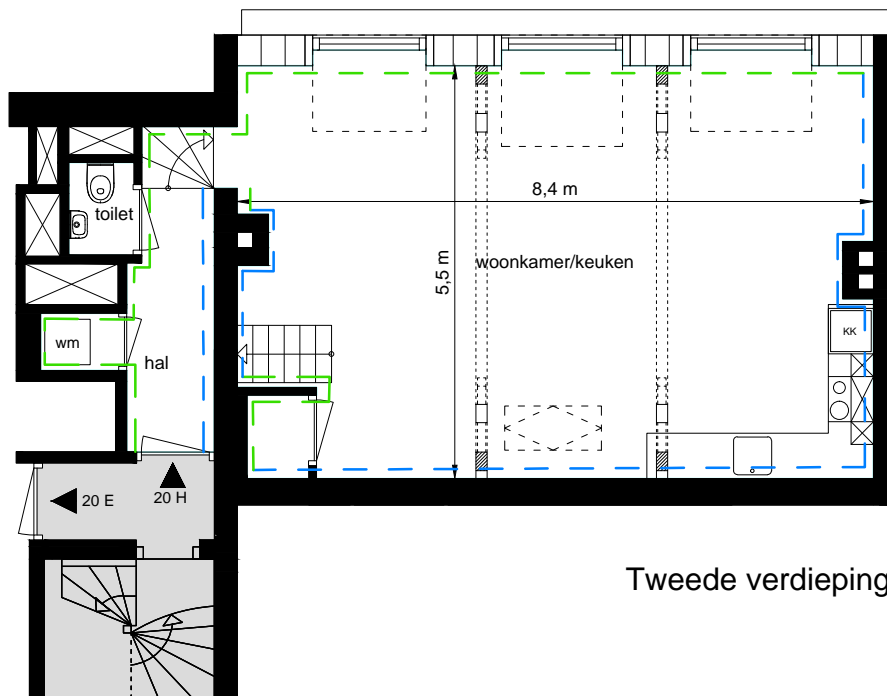 toilet
8,4 m
5,5 m
woonkamer/keuken
wm
hal
KK
20 E
20 H
Tweede verdieping